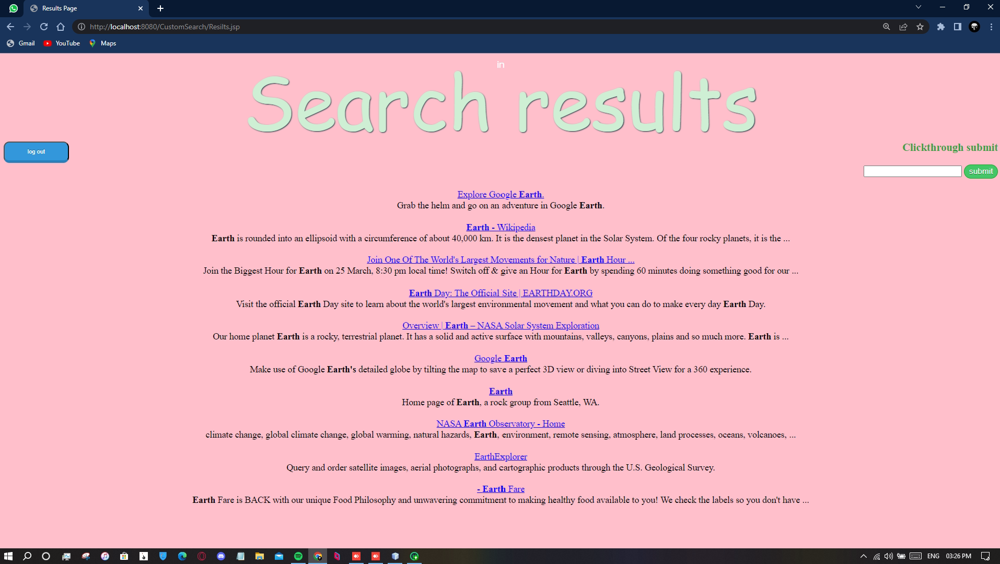 Results Page
http://localhost:8080/CustomSearch/Resilts.jsp
Gmail YouTube Maps
in
Search results
log out
Clickthrough submit
submit
Explore Google Earth.
Grab the helm and go on an adventure in Google Earth.
Earth - Wikipedia
Earth is rounded into an ellipsoid with a circumference of about 40,000 km. It is the densest planet in the Solar System. Of the four rocky planets, it is the ...
Join One Of The World's Largest Movements for Nature | Earth Hour ...
Join the Biggest Hour for Earth on 25 March, 8:30 pm local time! Switch off & give an Hour for Earth by spending 60 minutes doing something good for our ...
Earth Day: The Official Site | EARTHDAY.ORG
Visit the official Earth Day site to learn about the world's largest environmental movement and what you can do to make every day Earth Day.
Overview | Earth – NASA Solar System Exploration
Our home planet Earth is a rocky, terrestrial planet. It has a solid and active surface with mountains, valleys, canyons, plains and so much more. Earth is ...
Google Earth
Make use of Google Earth's detailed globe by tilting the map to save a perfect 3D view or diving into Street View for a 360 experience.
Earth
Home page of Earth, a rock group from Seattle, WA.
NASA Earth Observatory - Home
climate change, global climate change, global warming, natural hazards, Earth, environment, remote sensing, atmosphere, land processes, oceans, volcanoes, ...
EarthExplorer
Query and order satellite images, aerial photographs, and cartographic products through the U.S. Geological Survey.
- Earth Fare
Earth Fare is BACK with our unique Food Philosophy and unwavering commitment to making healthy food available to you! We check the labels so you don't have ...
ENG 03:26 PM